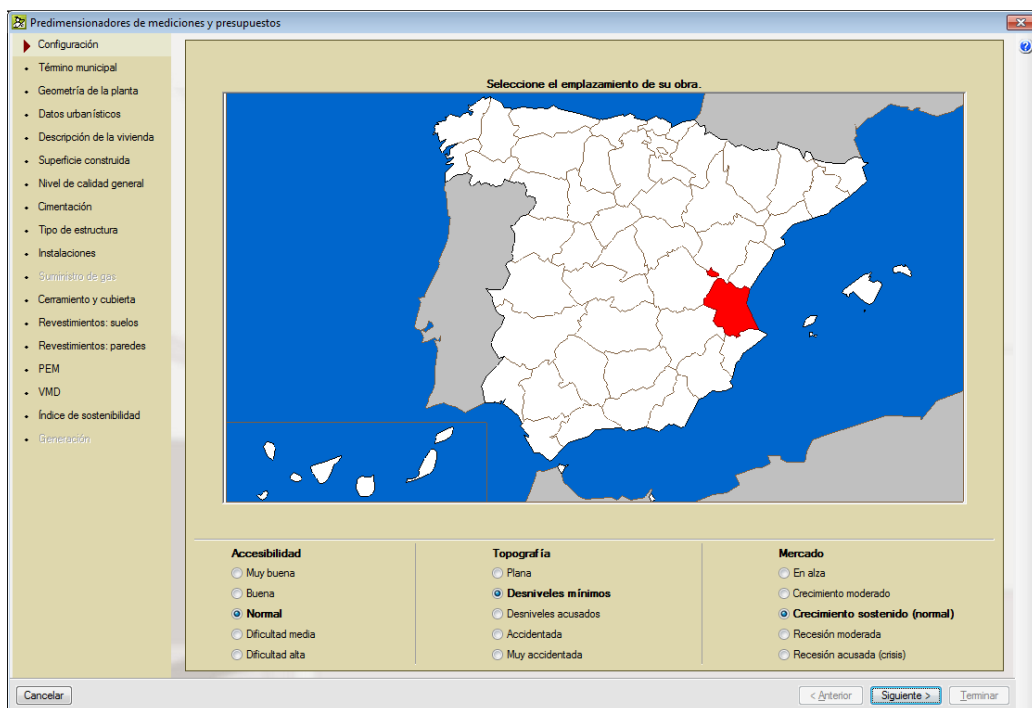 Predimensionadores de mediciones y presupuestos
Configuración
Término municipal
Geometría de la planta
Datos urbanísticos
Descripción de la vivienda
Superficie construida
Nivel de calidad general
Cimentación
Tipo de estructura
Instalaciones
Suministro de gas
Cerramiento y cubierta
Revestimientos: suelos
Revestimientos: paredes
PEM
VMD
Índice de sostenibilidad
Generación
Seleccione el emplazamiento de su obra.
Accesibilidad
Muy buena
Buena
Normal
Dificultad media
Dificultad alta
Topografía
Plana
Desniveles mínimos
Desniveles acusados
Accidentada
Muy accidentada
Mercado
En alza
Crecimiento moderado
Crecimiento sostenido (normal)
Recesión moderada
Recesión acusada (crisis)
Cancelar
< Anterior
Siguiente >
Terminar